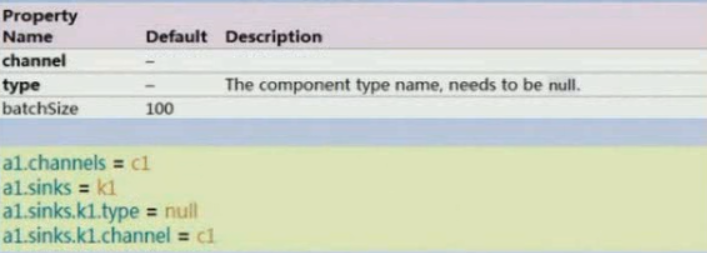 Property
Name Default Description
channel –
type – The component type name, needs to be null.
batchSize 100
a1.channels = c1
a1.sinks = k1
a1.sinks.k1.type = null
a1.sinks.k1.channel = c1